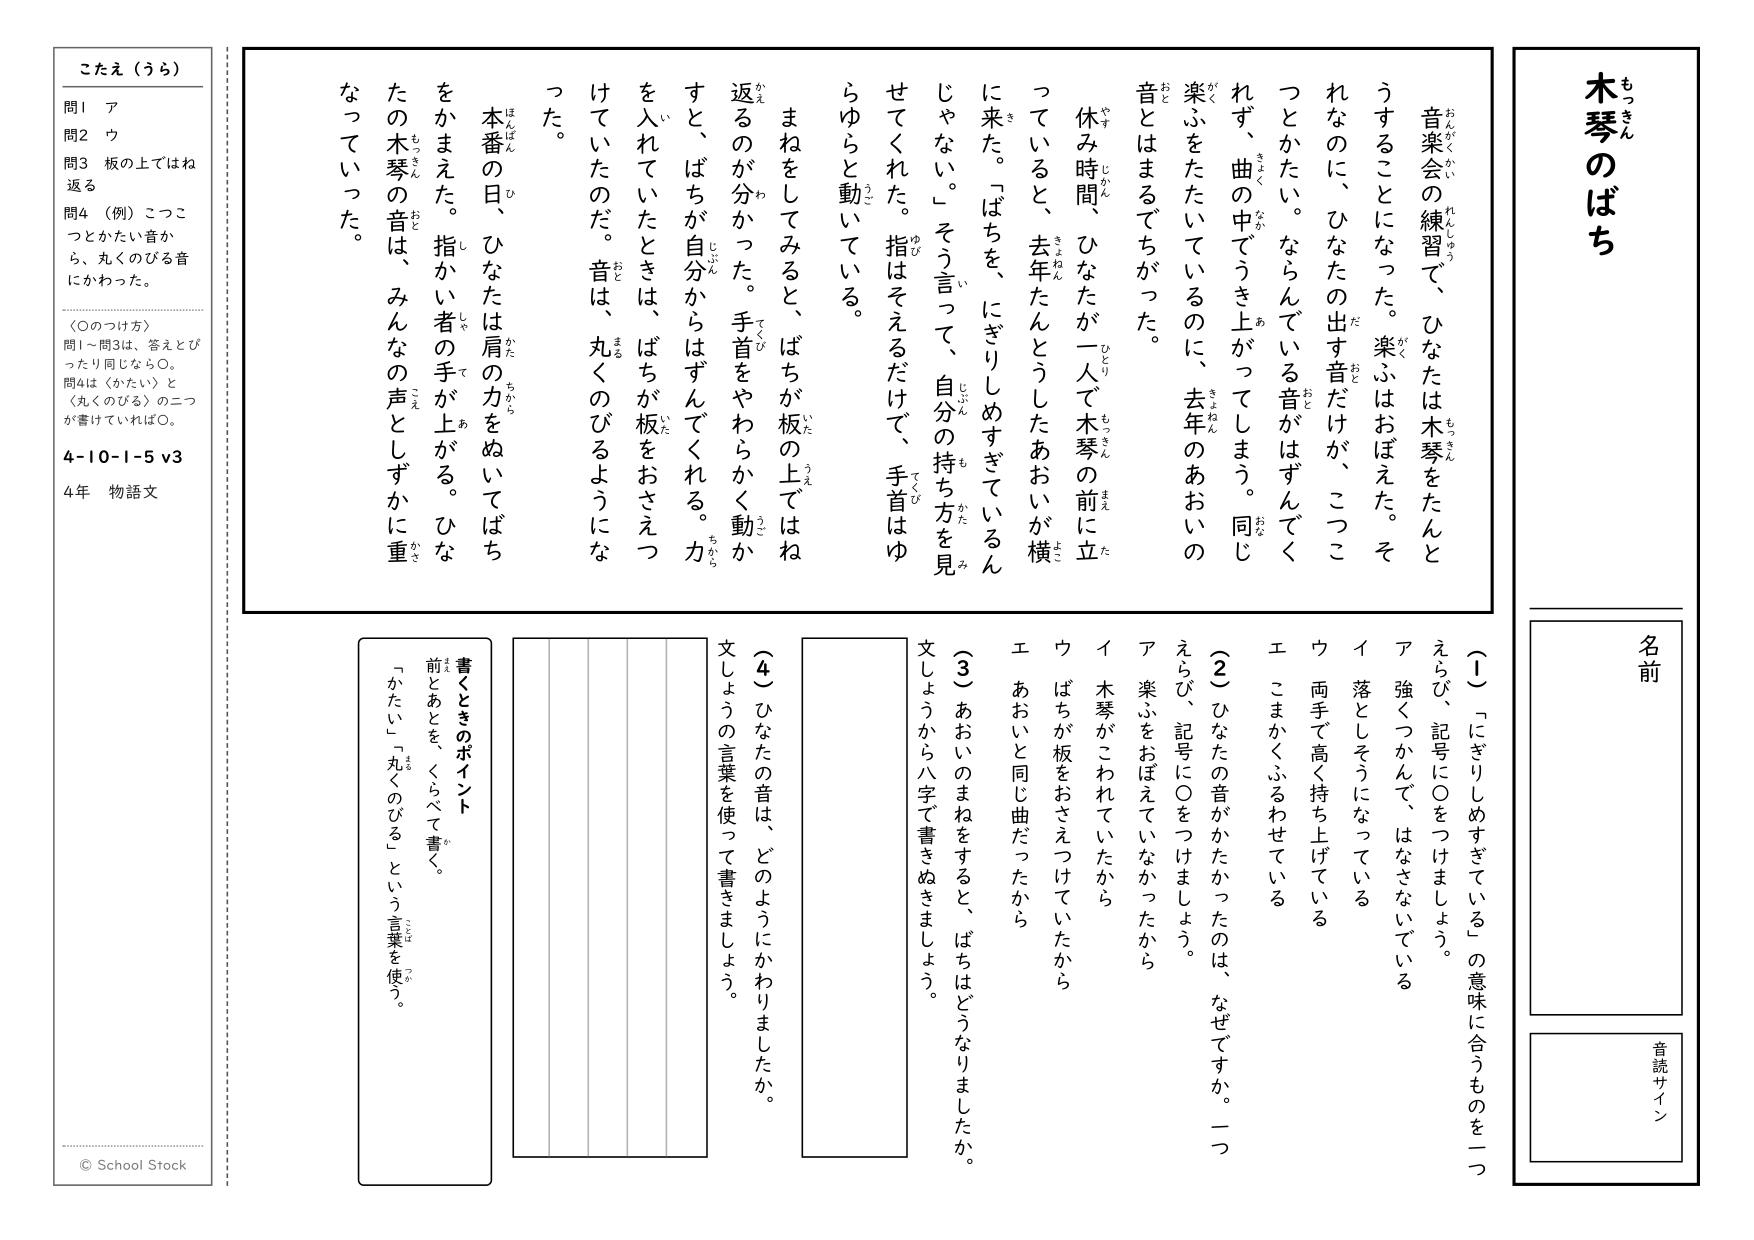 木琴のばち
もっきん
名前
音読サイン
音楽会の練習で、ひなたは木琴をたんと
うすることになった。楽ふはおぼえた。そ
れなのに、ひなたの出す音だけが、こつこ
つとかたい。ならんでいる音がはずんでく
れず、曲の中でうき上がってしまう。同じ
楽ふをたたいているのに、去年のあおいの
音とはまるでちがった。
休み時間、ひなたが一人で木琴の前に立
っていると、去年たんとうしたあおいが横
に来た。「ばちを、にぎりしめすぎているん
じゃない。」そう言って、自分の持ち方を見
せてくれた。指はそえるだけで、手首はゆ
らゆらと動いている。
まねをしてみると、ばちが板の上ではね
返るのが分かった。手首をやわらかく動か
すと、ばちが自分からはずんでくれる。力
を入れていたときは、ばちが板をおさえつ
けていたのだ。音は、丸くのびるようにな
った。
本番の日、ひなたは肩の力をぬいてばち
をかまえた。指かい者の手が上がる。ひな
たの木琴の音は、みんなの声としずかに重
なっていった。
(1)「にぎりしめすぎている」の意味に合うものを一つ
えらび、記号に〇をつけましょう。
ア 強くつかんで、はなさないでいる
イ 落としそうになっている
ウ 両手で高く持ち上げている
エ こまかくふるわせている
(2)ひなたの音がかたかったのは、なぜですか。一つ
えらび、記号に〇をつけましょう。
ア 楽ふをおぼえていなかったから
イ 木琴がこわれていたから
ウ ばちが板をおさえつけていたから
エ あおいと同じ曲だったから
(3)あおいのまねをすると、ばちはどうなりましたか。
文しょうから八字で書きぬきましょう。
(4)ひなたの音は、どのようにかわりましたか。
文しょうの言葉を使って書きましょう。
書くときのポイント
前とあとを、くらべて書く。
「かたい」「丸くのびる」という言葉を使う。
こたえ(うら)
問1 ア
問2 ウ
問3 板の上ではね
返る
問4 (例)こつこ
つとかたい音か
ら、丸くのびる音
にかわった。
〈〇のつけ方〉
問1～問3は、答えとぴ
ったり同じなら〇。
問4は〈かたい〉と
〈丸くのびる〉の二つ
が書けていれば〇。
4-10-1-5 v3
4年 物語文
© School Stock